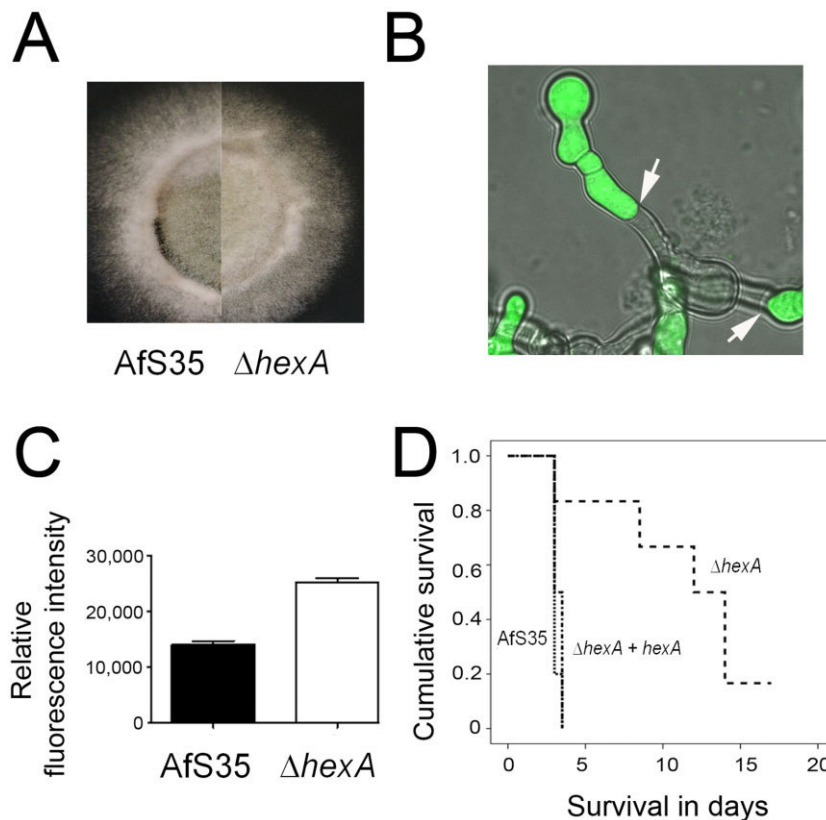 A
B
AfS35 ΔhexA
C
Relative
fluorescence intensity
30,000
20,000
10,000
0
AfS35 ΔhexA
D
Cumulative survival
1.0
0.8
0.6
0.4
0.2
0
ΔhexA
AfS35
ΔhexA + hexA
0 5 10 15 20
Survival in days